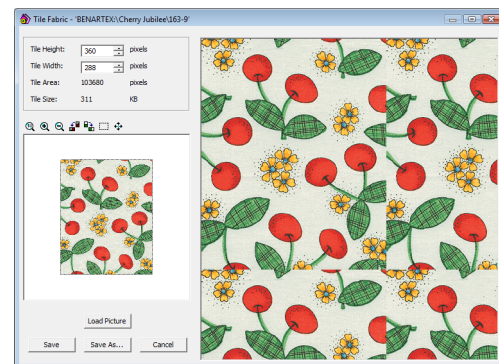 Tile Fabric - 'BENARTEX:\Cherry Jubilee\163-9'
Tile Height: 360 pixels
Tile Width: 288 pixels
Tile Area: 103680 pixels
Tile Size: 311 KB
Load Picture
Save Save As... Cancel